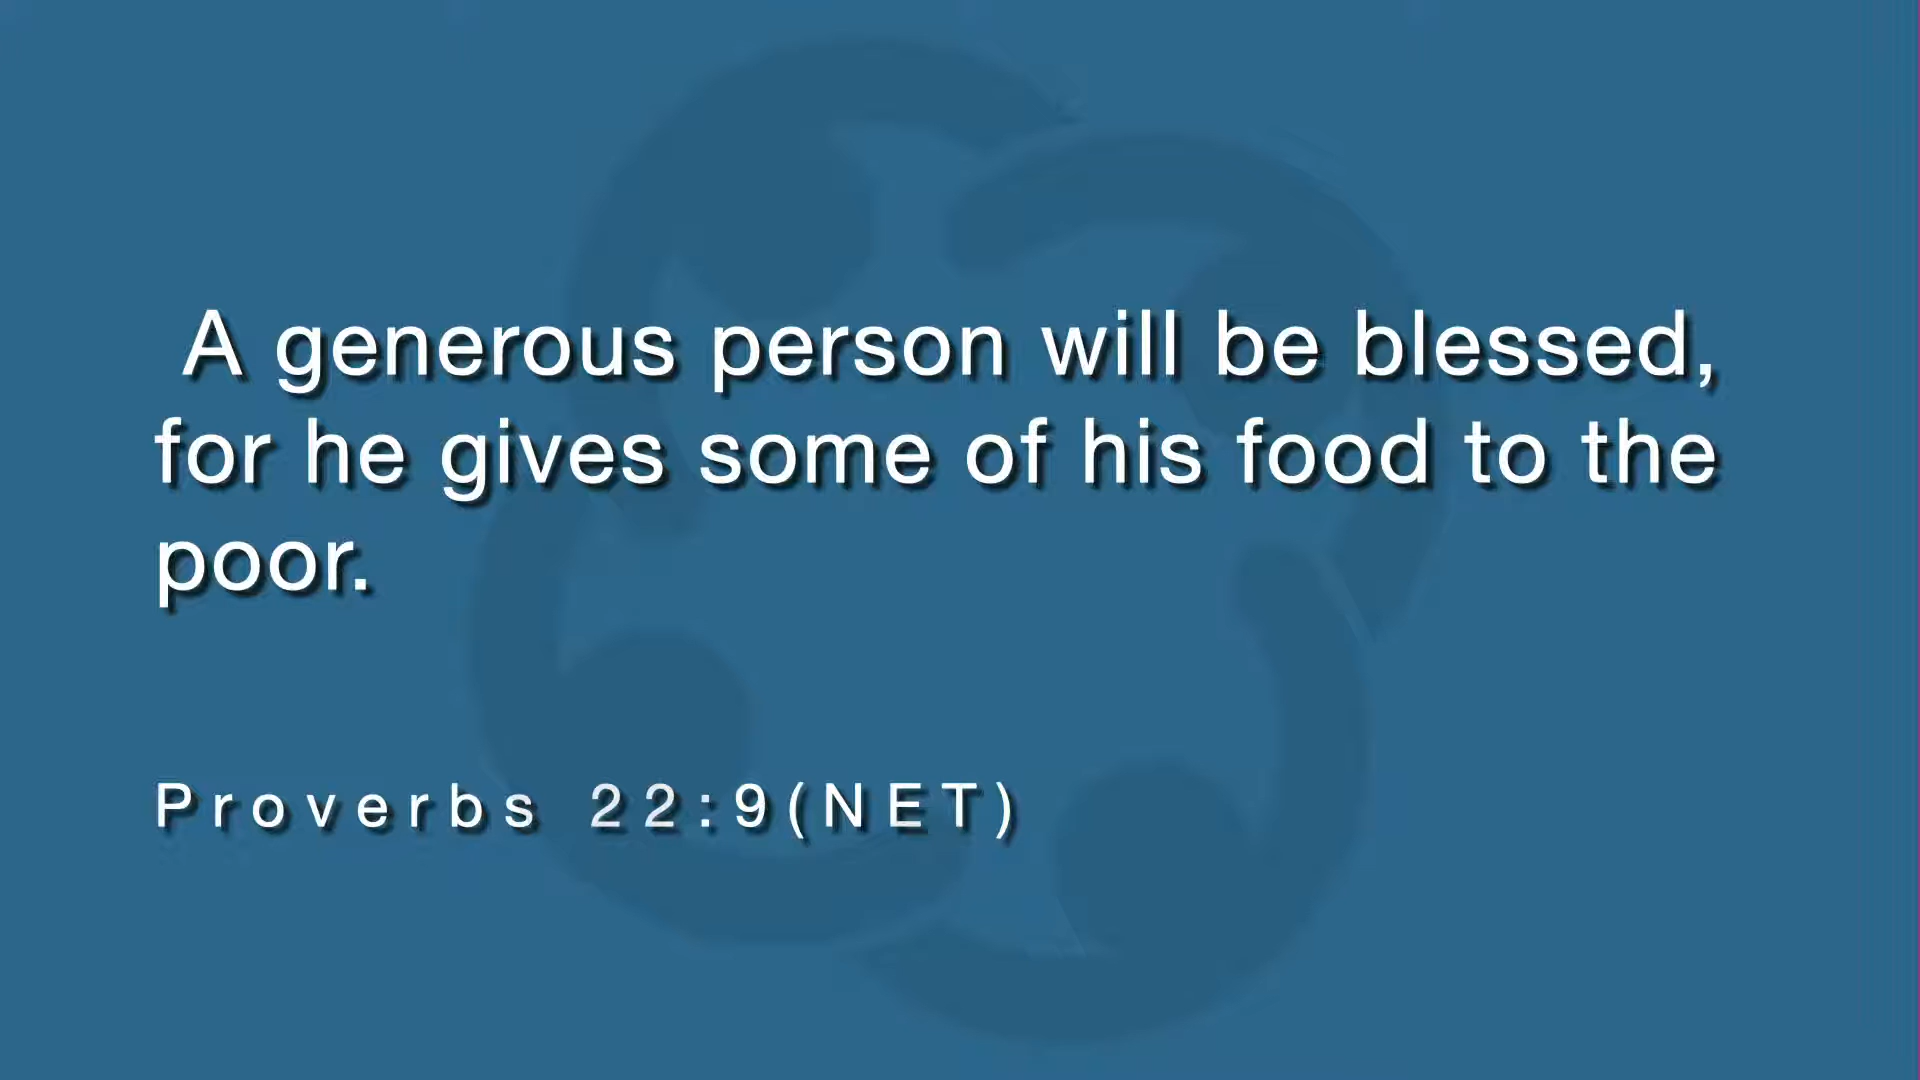 A generous person will be blessed,
for he gives some of his food to the
poor.
Proverbs 22:9(NET)